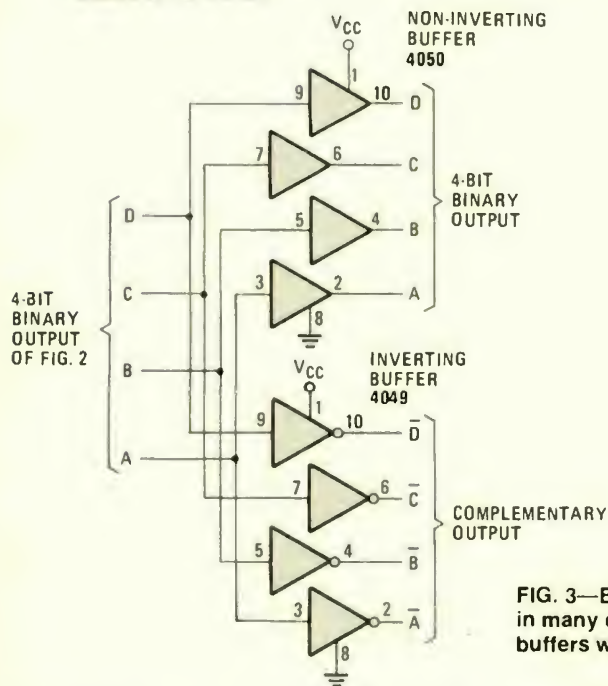 VCC
NON-INVERTING
BUFFER
4050
9
1
10
D
7
6
C
5
4
B
3
2
A
8
4-BIT
BINARY
OUTPUT
D
C
B
A
4-BIT
BINARY
OUTPUT
OF FIG. 2
VCC
INVERTING
BUFFER
4049
9
1
10
D̅
7
6
C̅
5
4
B̅
3
2
A̅
8
COMPLEMENTARY
OUTPUT
FIG. 3—E
in many
buffers w